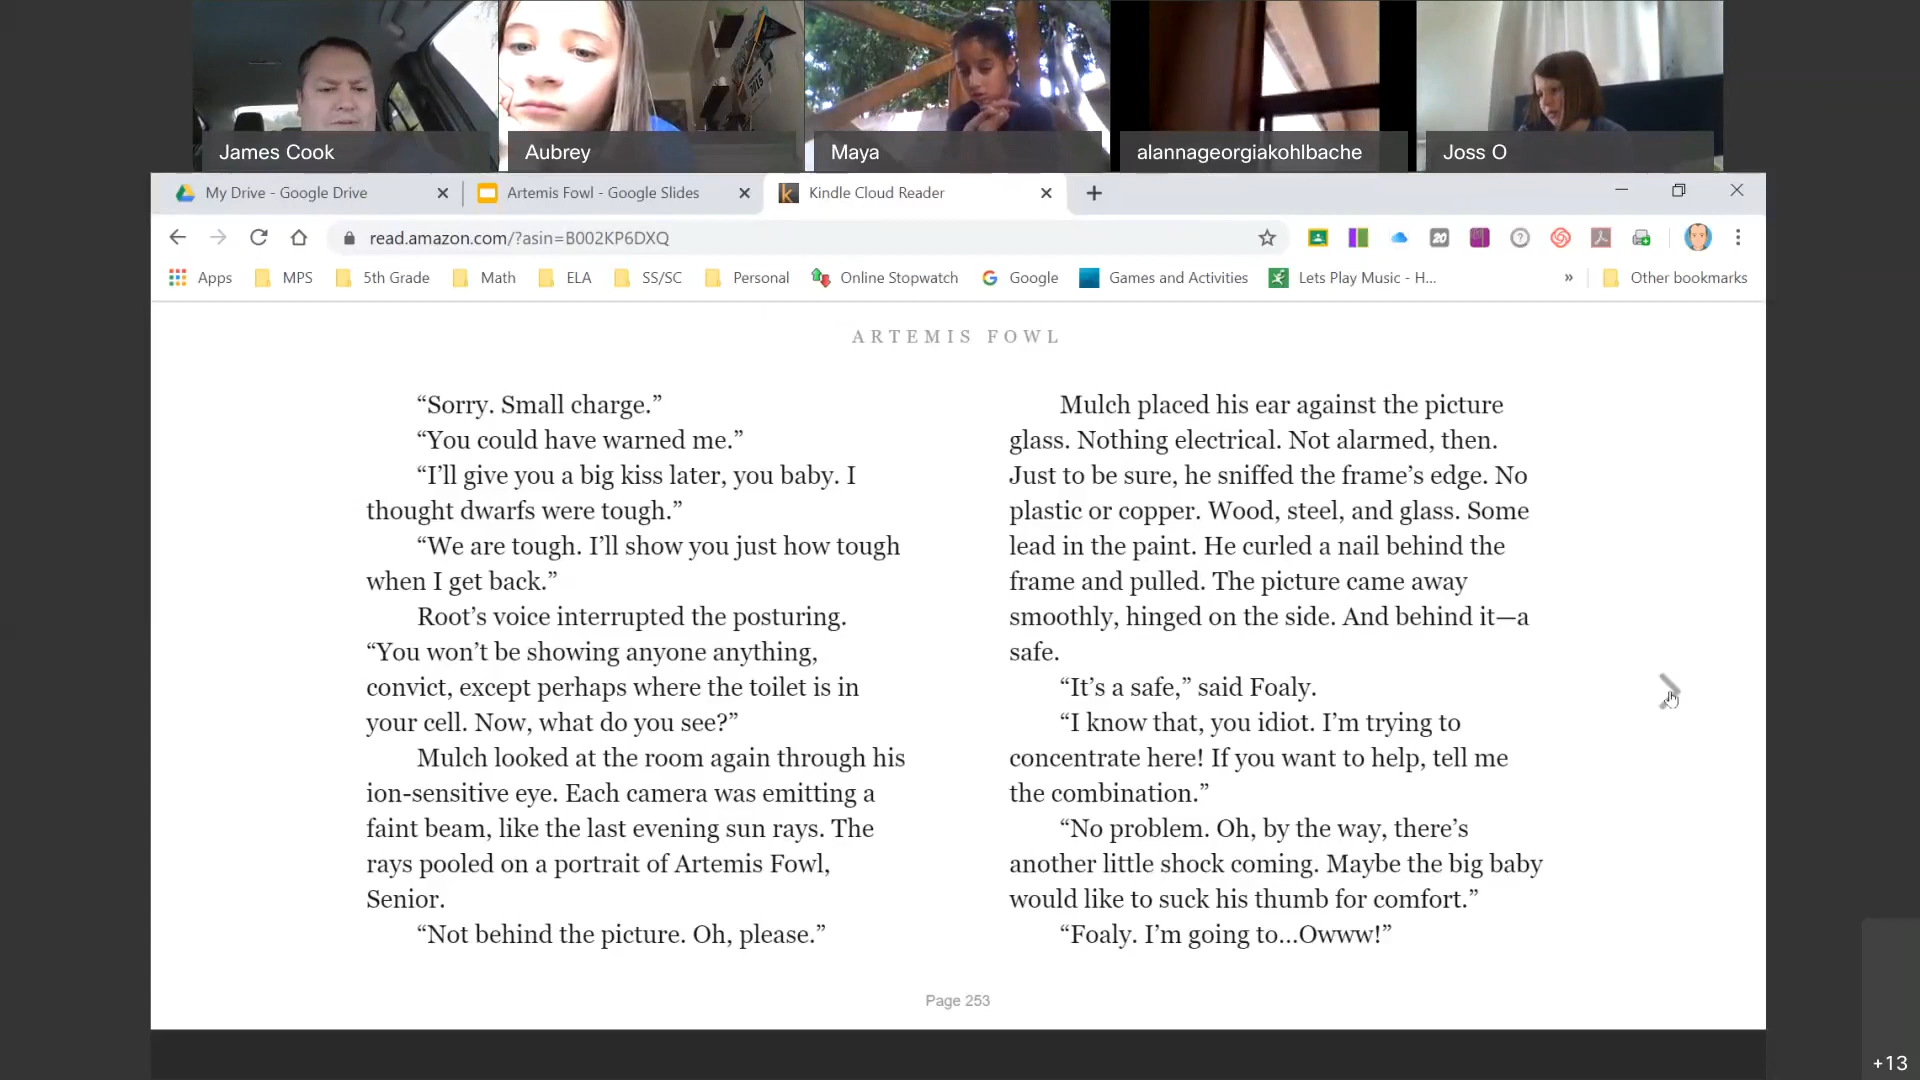 James Cook
Aubrey
Maya
alannageorgiakohlbache
Joss O
My Drive - Google Drive
Artemis Fowl - Google Slides
Kindle Cloud Reader
read.amazon.com/?asin=B002KP6DXQ
20
Apps
MPS
5th Grade
Math
ELA
SS/SC
Personal
Online Stopwatch
Google
Games and Activities
Lets Play Music - H...
»
Other bookmarks
ARTEMIS FOWL
“Sorry. Small charge.”
“You could have warned me.”
“I’ll give you a big kiss later, you baby. I
thought dwarfs were tough.”
“We are tough. I’ll show you just how tough
when I get back.”
Root’s voice interrupted the posturing.
“You won’t be showing anyone anything,
convict, except perhaps where the toilet is in
your cell. Now, what do you see?”
Mulch looked at the room again through his
ion-sensitive eye. Each camera was emitting a
faint beam, like the last evening sun rays. The
rays pooled on a portrait of Artemis Fowl,
Senior.
“Not behind the picture. Oh, please.”
Mulch placed his ear against the picture
glass. Nothing electrical. Not alarmed, then.
Just to be sure, he sniffed the frame’s edge. No
plastic or copper. Wood, steel, and glass. Some
lead in the paint. He curled a nail behind the
frame and pulled. The picture came away
smoothly, hinged on the side. And behind it—a
safe.
“It’s a safe,” said Foaly.
“I know that, you idiot. I’m trying to
concentrate here! If you want to help, tell me
the combination.”
“No problem. Oh, by the way, there’s
another little shock coming. Maybe the big baby
would like to suck his thumb for comfort.”
“Foaly. I’m going to...Owww!”
Page 253
+13